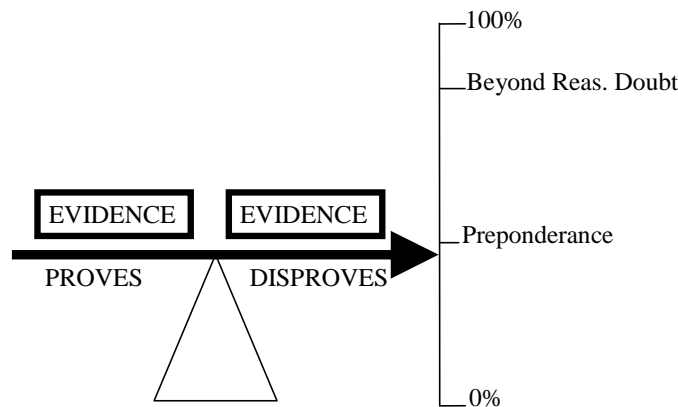 100%
Beyond Reas. Doubt
EVIDENCE EVIDENCE
Preponderance
PROVES DISPROVES
0%